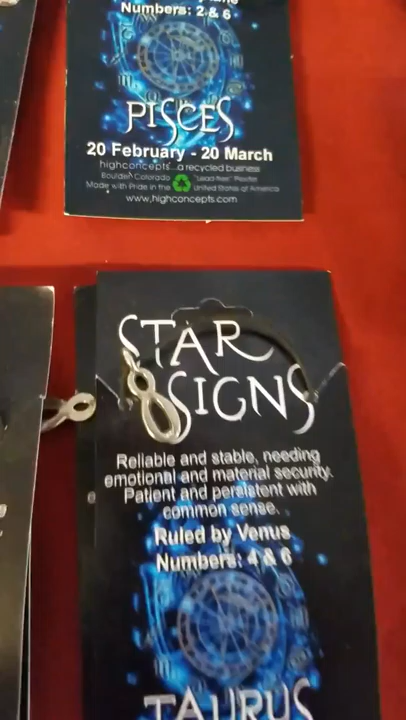 Numbers: 2 & 6
PISCES
20 February - 20 March
highconcepts...a recycled business
Boulder, Colorado "Lead-free" Pewter
Made with Pride in the United States of America
www.highconcepts.com
STAR
SIGNS
Reliable and stable, needing
emotional and material security.
Patient and persistent with
common sense.
Ruled by Venus
Numbers: 4 & 6
TAURUS